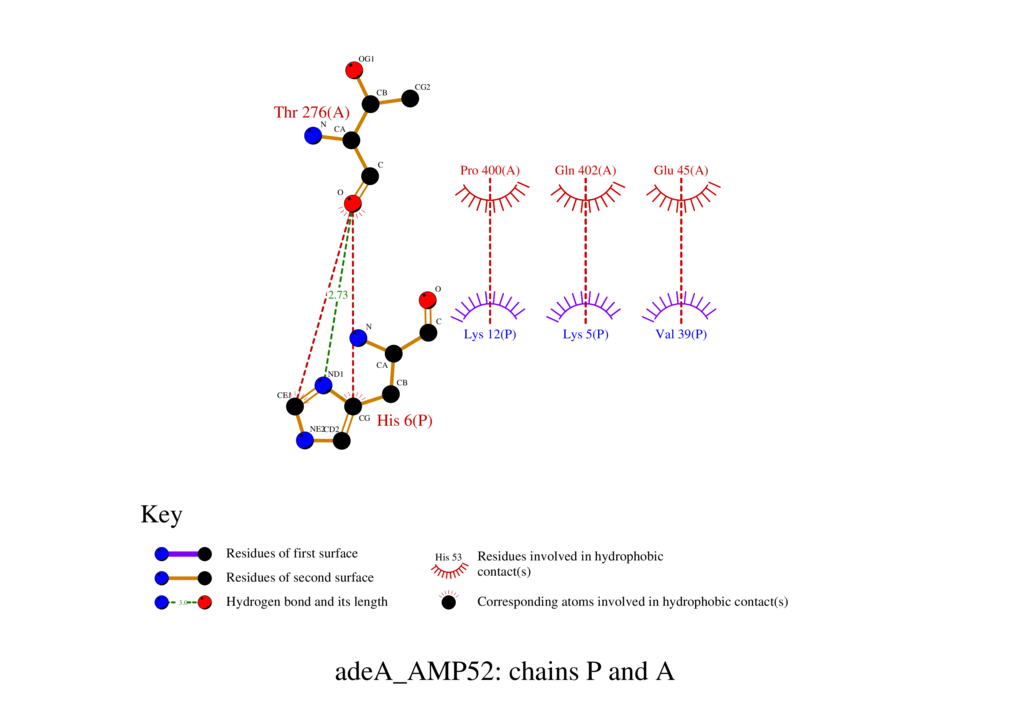 OG1
CB
CG2
Thr 276(A)
N
CA
C
O
Pro 400(A)
Gln 402(A)
Glu 45(A)
2.73
O
N
C
Lys 12(P)
Lys 5(P)
Val 39(P)
CA
ND1
CB
CE1
CG
His 6(P)
NE2
CD2
Key
Residues of first surface
His 53
Residues involved in hydrophobic
contact(s)
Residues of second surface
3.0
Hydrogen bond and its length
Corresponding atoms involved in hydrophobic contact(s)
adeA_AMP52: chains P and A